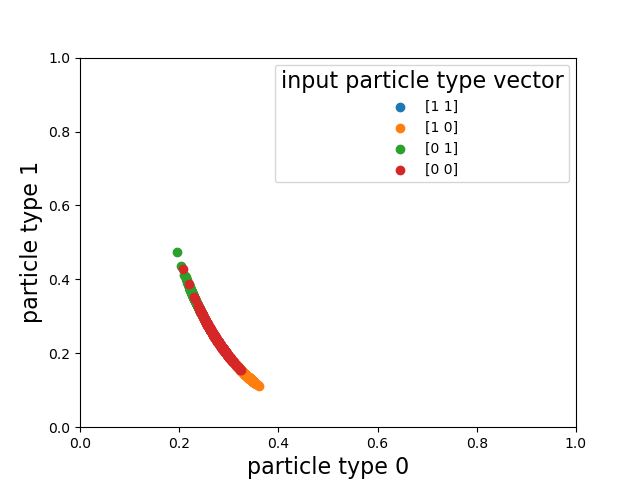 input particle type vector
[1 1]
[1 0]
[0 1]
[0 0]
1.0
0.8
0.6
0.4
0.2
0.0
particle type 1
0.0 0.2 0.4 0.6 0.8 1.0
particle type 0